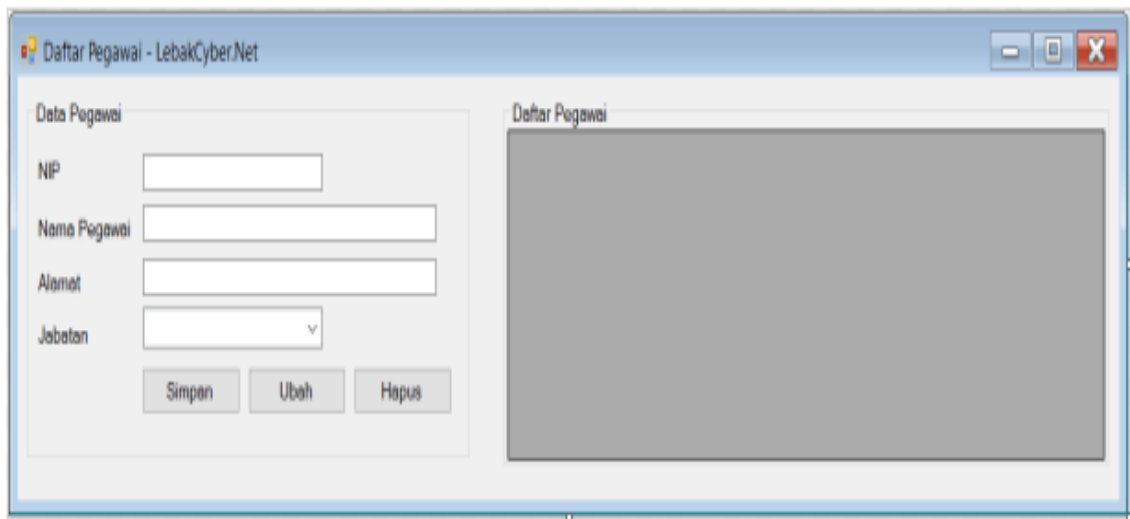 Daftar Pegawai - LebakCyber.Net
Data Pegawai
NIP
Nama Pegawai
Alamat
Jabatan
Simpan Ubah Hapus
Daftar Pegawai